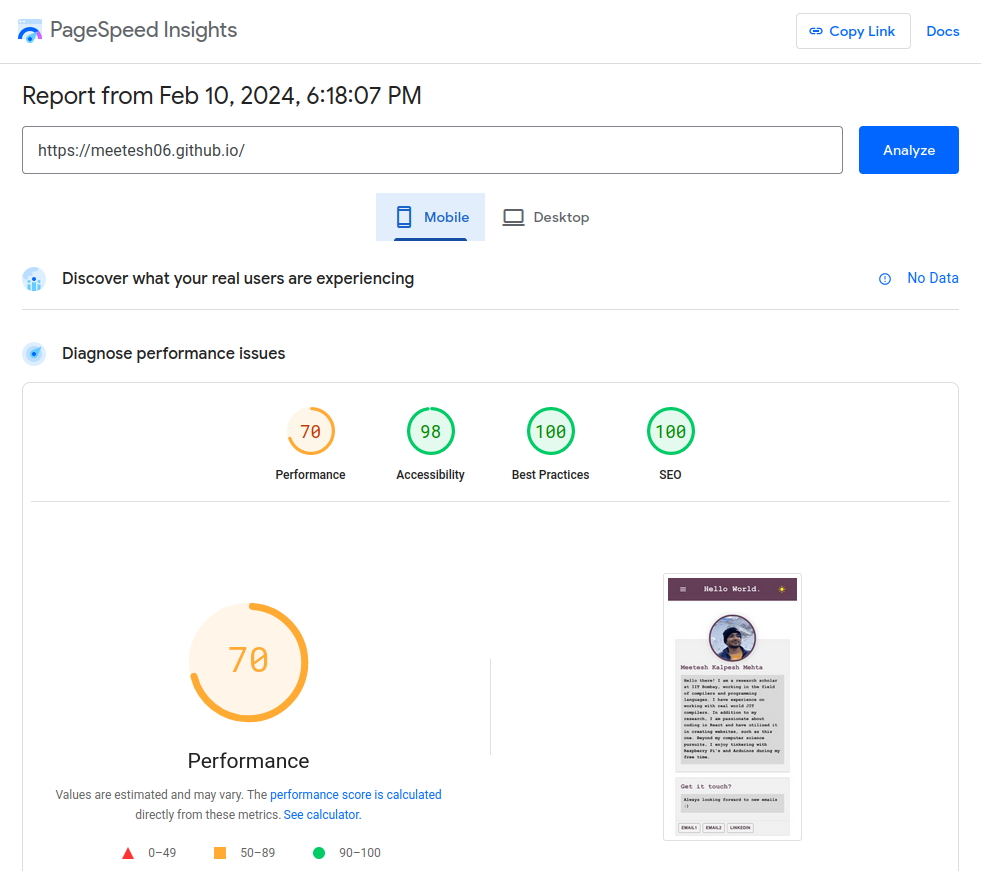 PageSpeed Insights
Copy Link
Docs
Report from Feb 10, 2024, 6:18:07 PM
https://meetesh06.github.io/
Analyze
Mobile
Desktop
Discover what your real users are experiencing
No Data
Diagnose performance issues
70
98
100
100
Performance
Accessibility
Best Practices
SEO
70
Performance
Values are estimated and may vary. The performance score is calculated
directly from these metrics. See calculator.
0–49
50–89
90–100
Hello World.
Meetesh Kalpesh Mehta
Hello there! I am a research scholar
at IIT Bombay, working in the field
of compilers and programming
languages. I have experience on
working with real world JIT
compilers. In addition to my
research, I am passionate about
coding in React and have utilized it
in creating websites, such as this
one. Beyond my computer science
pursuits, I enjoy tinkering with
Raspberry Pi's and Arduinos during my
free time.
Get it touch?
Always looking forward to new emails
:)
EMAIL1
EMAIL2
LINKEDIN